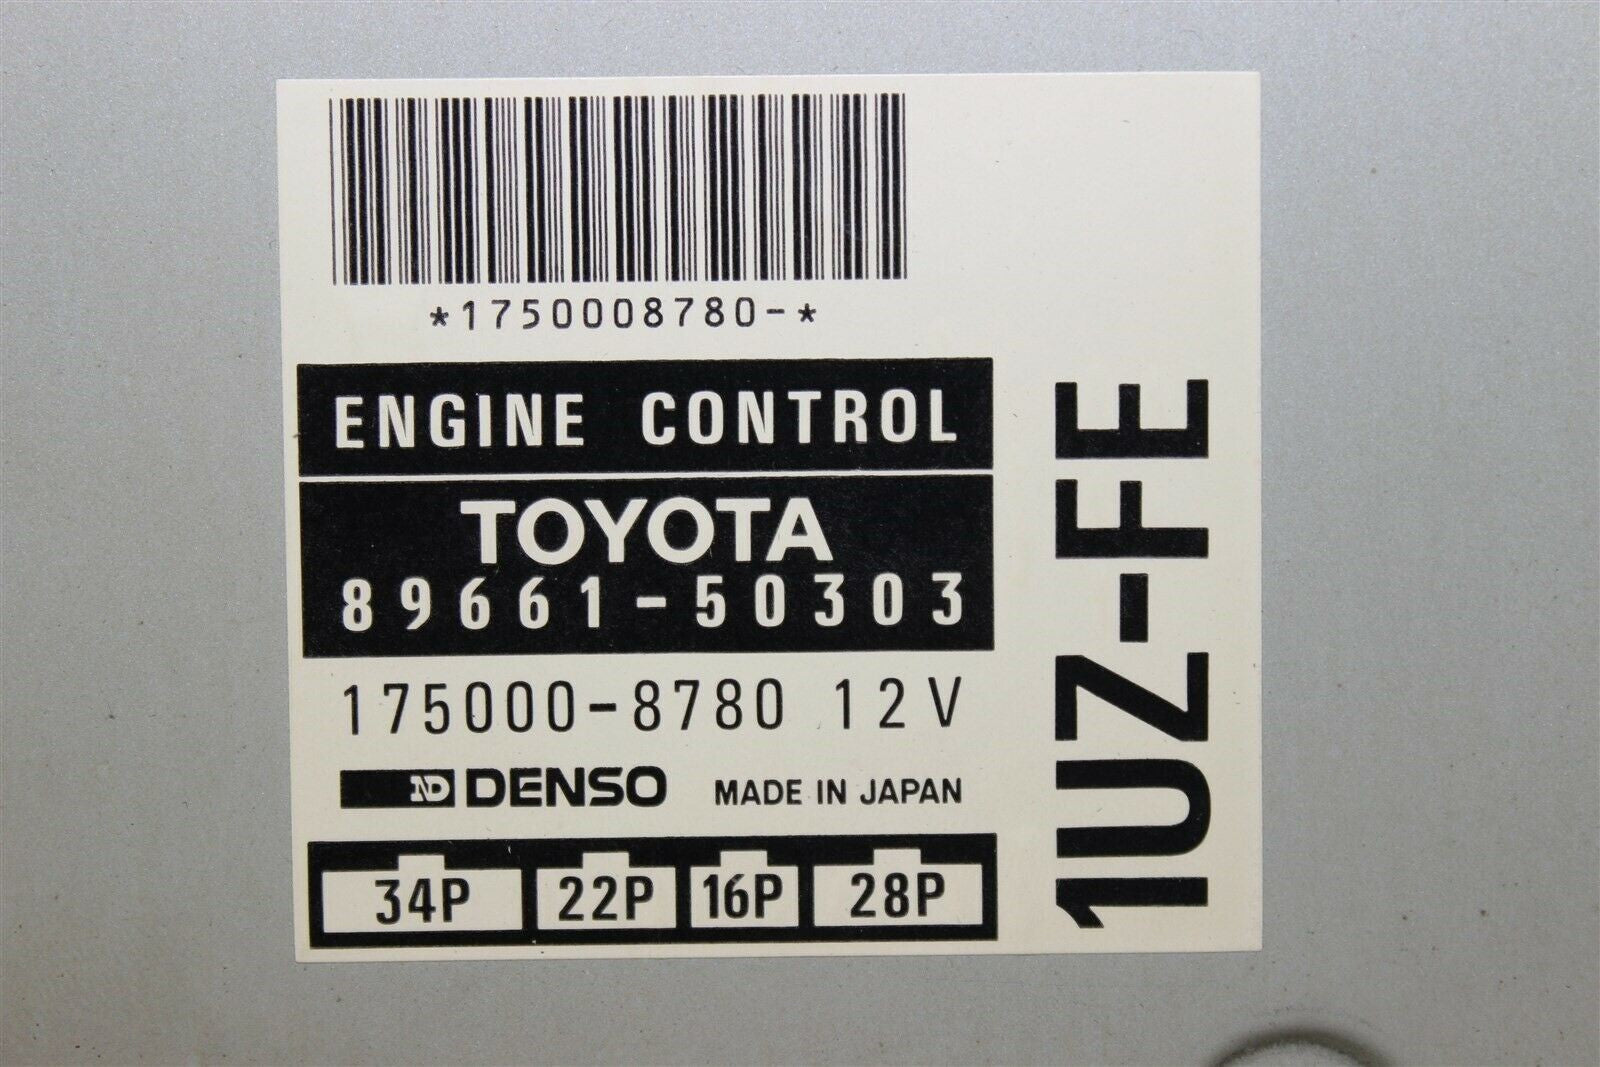 *1750008780-*
ENGINE CONTROL
TOYOTA
89661-50303
175000-8780 12V
ND DENSO MADE IN JAPAN
34P 22P 16P 28P
1UZ-FE